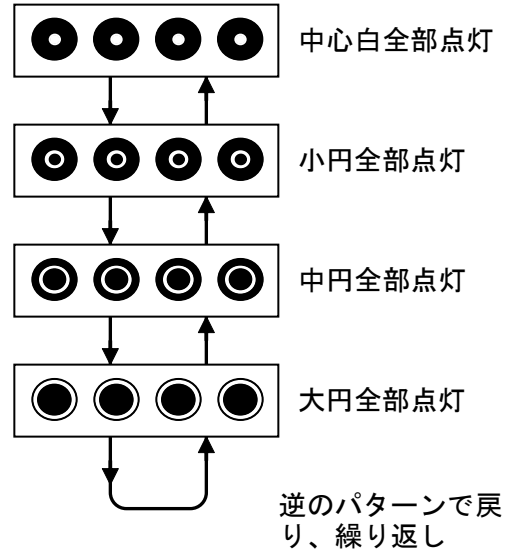 中心白全部点灯
小円全部点灯
中円全部点灯
大円全部点灯
逆のパターンで戻
り、繰り返し